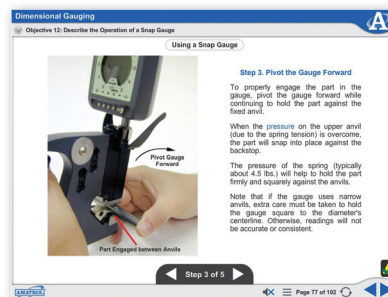 Dimensional Gauging
Objective 12: Describe the Operation of a Snap Gauge
Using a Snap Gauge
Pivot Gauge
Forward
Part Engaged between Anvils
Step 3. Pivot the Gauge Forward
To properly engage the part in the
gauge, pivot the gauge forward while
continuing to hold the part against the
fixed anvil.
When the pressure on the upper anvil
(due to the spring tension) is overcome,
the part will snap into place against the
backstop.
The pressure of the spring (typically
about 4.5 lbs.) will help to hold the part
firmly and squarely against the anvils.
Note that if the gauge uses narrow
anvils, extra care must be taken to hold
the gauge square to the diameter's
centerline. Otherwise, readings will not
be accurate or consistent.
Step 3 of 5
AMATROL
Page 77 of 102